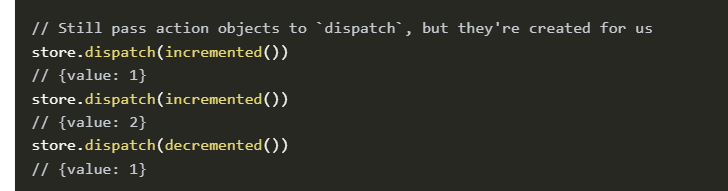 // Still pass action objects to `dispatch`, but they're created for us
store.dispatch(incremented())
// {value: 1}
store.dispatch(incremented())
// {value: 2}
store.dispatch(decremented())
// {value: 1}